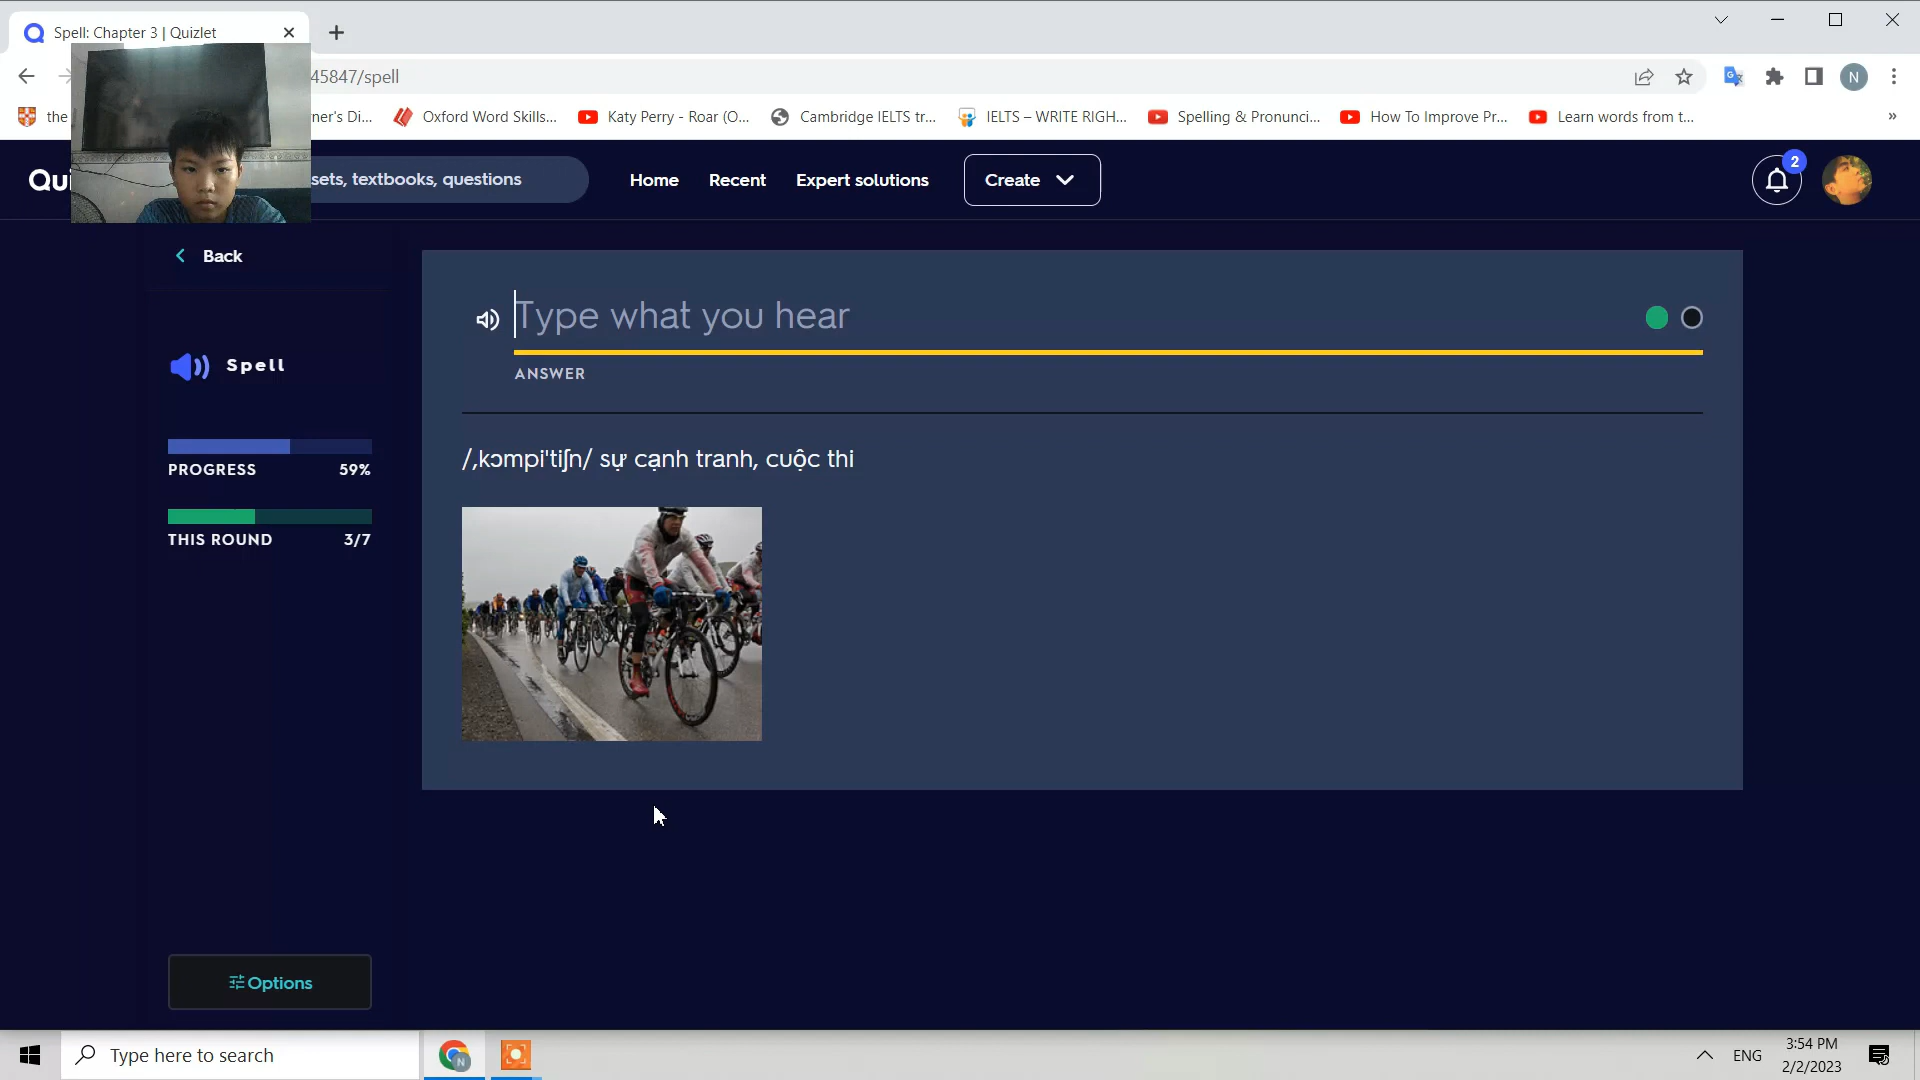 Spell: Chapter 3 | Quizlet
45847/spell
N
the
ner's Di...
Oxford Word Skills...
Katy Perry - Roar (O...
Cambridge IELTS tr...
IELTS – WRITE RIGH...
Spelling & Pronunci...
How To Improve Pr...
Learn words from t...
»
Qui
sets, textbooks, questions
Home
Recent
Expert solutions
Create
2
Back
Type what you hear
ANSWER
Spell
PROGRESS 59%
THIS ROUND 3/7
/,kɔmpi'tiʃn/ sự cạnh tranh, cuộc thi
Options
Type here to search
N
ENG
3:54 PM
2/2/2023